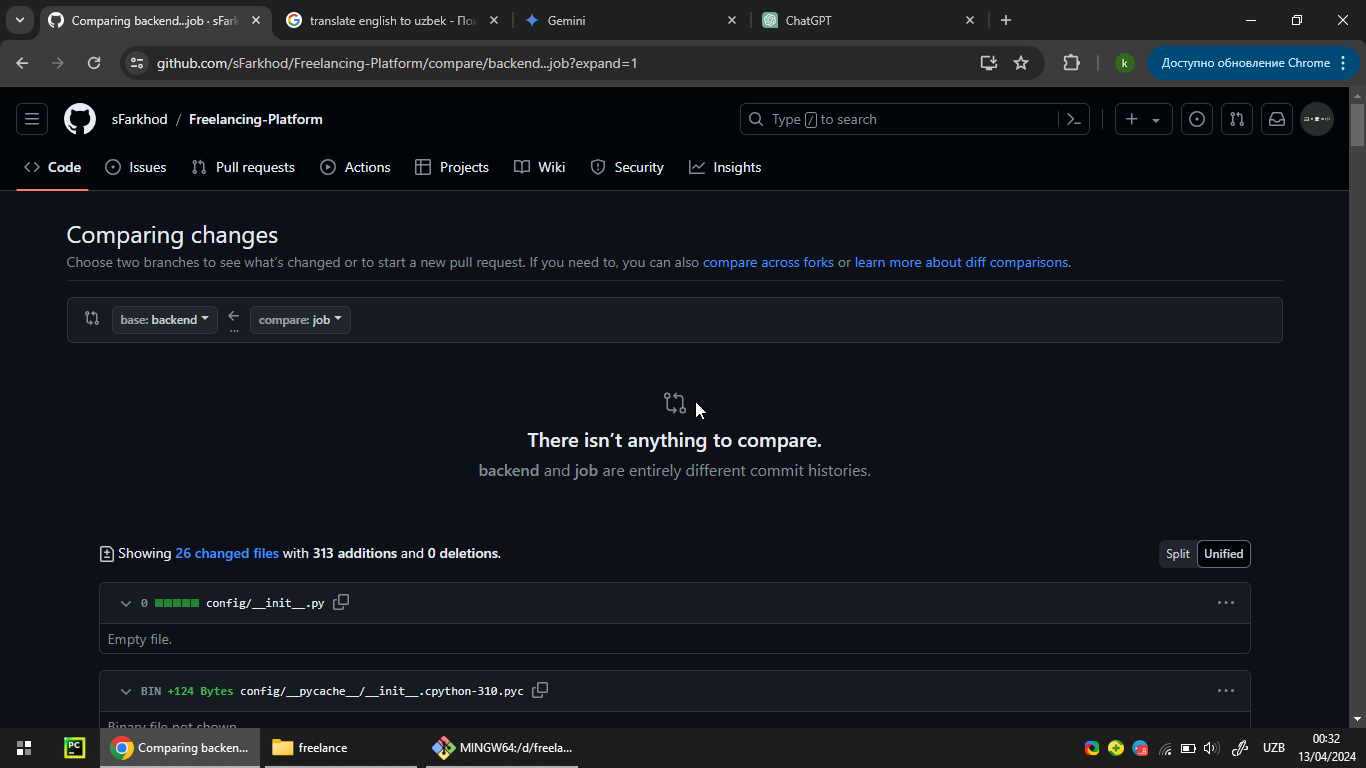 Comparing backend...job · sFark
translate english to uzbek - По
Gemini
ChatGPT
github.com/sFarkhod/Freelancing-Platform/compare/backend...job?expand=1
k
Доступно обновление Chrome
sFarkhod / Freelancing-Platform
Type / to search
Code
Issues
Pull requests
Actions
Projects
Wiki
Security
Insights
Comparing changes
Choose two branches to see what's changed or to start a new pull request. If you need to, you can also compare across forks or learn more about diff comparisons.
base: backend
...
compare: job
There isn't anything to compare.
backend and job are entirely different commit histories.
Showing 26 changed files with 313 additions and 0 deletions.
Split
Unified
0 config/__init__.py
Empty file.
BIN +124 Bytes config/__pycache__/__init__.cpython-310.pyc
Binary file not shown.
PC
Comparing backen...
freelance
MINGW64:/d/freela...
UZB
00:32
13/04/2024